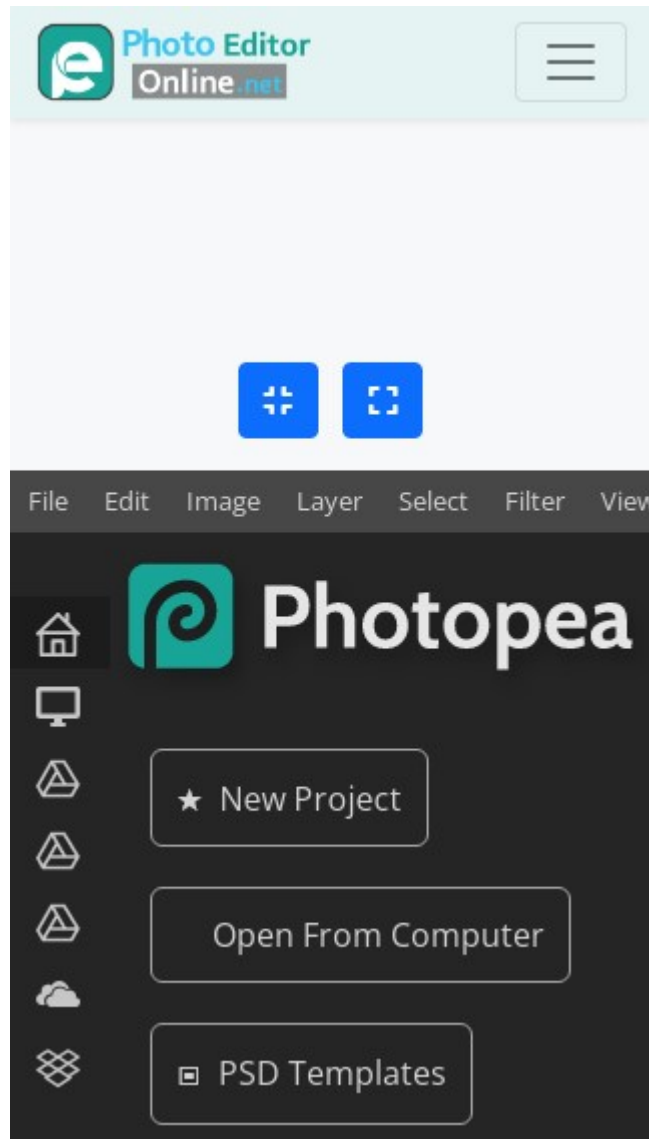 Photo Editor
Online.net
File Edit Image Layer Select Filter View
Photopea
New Project
Open From Computer
PSD Templates